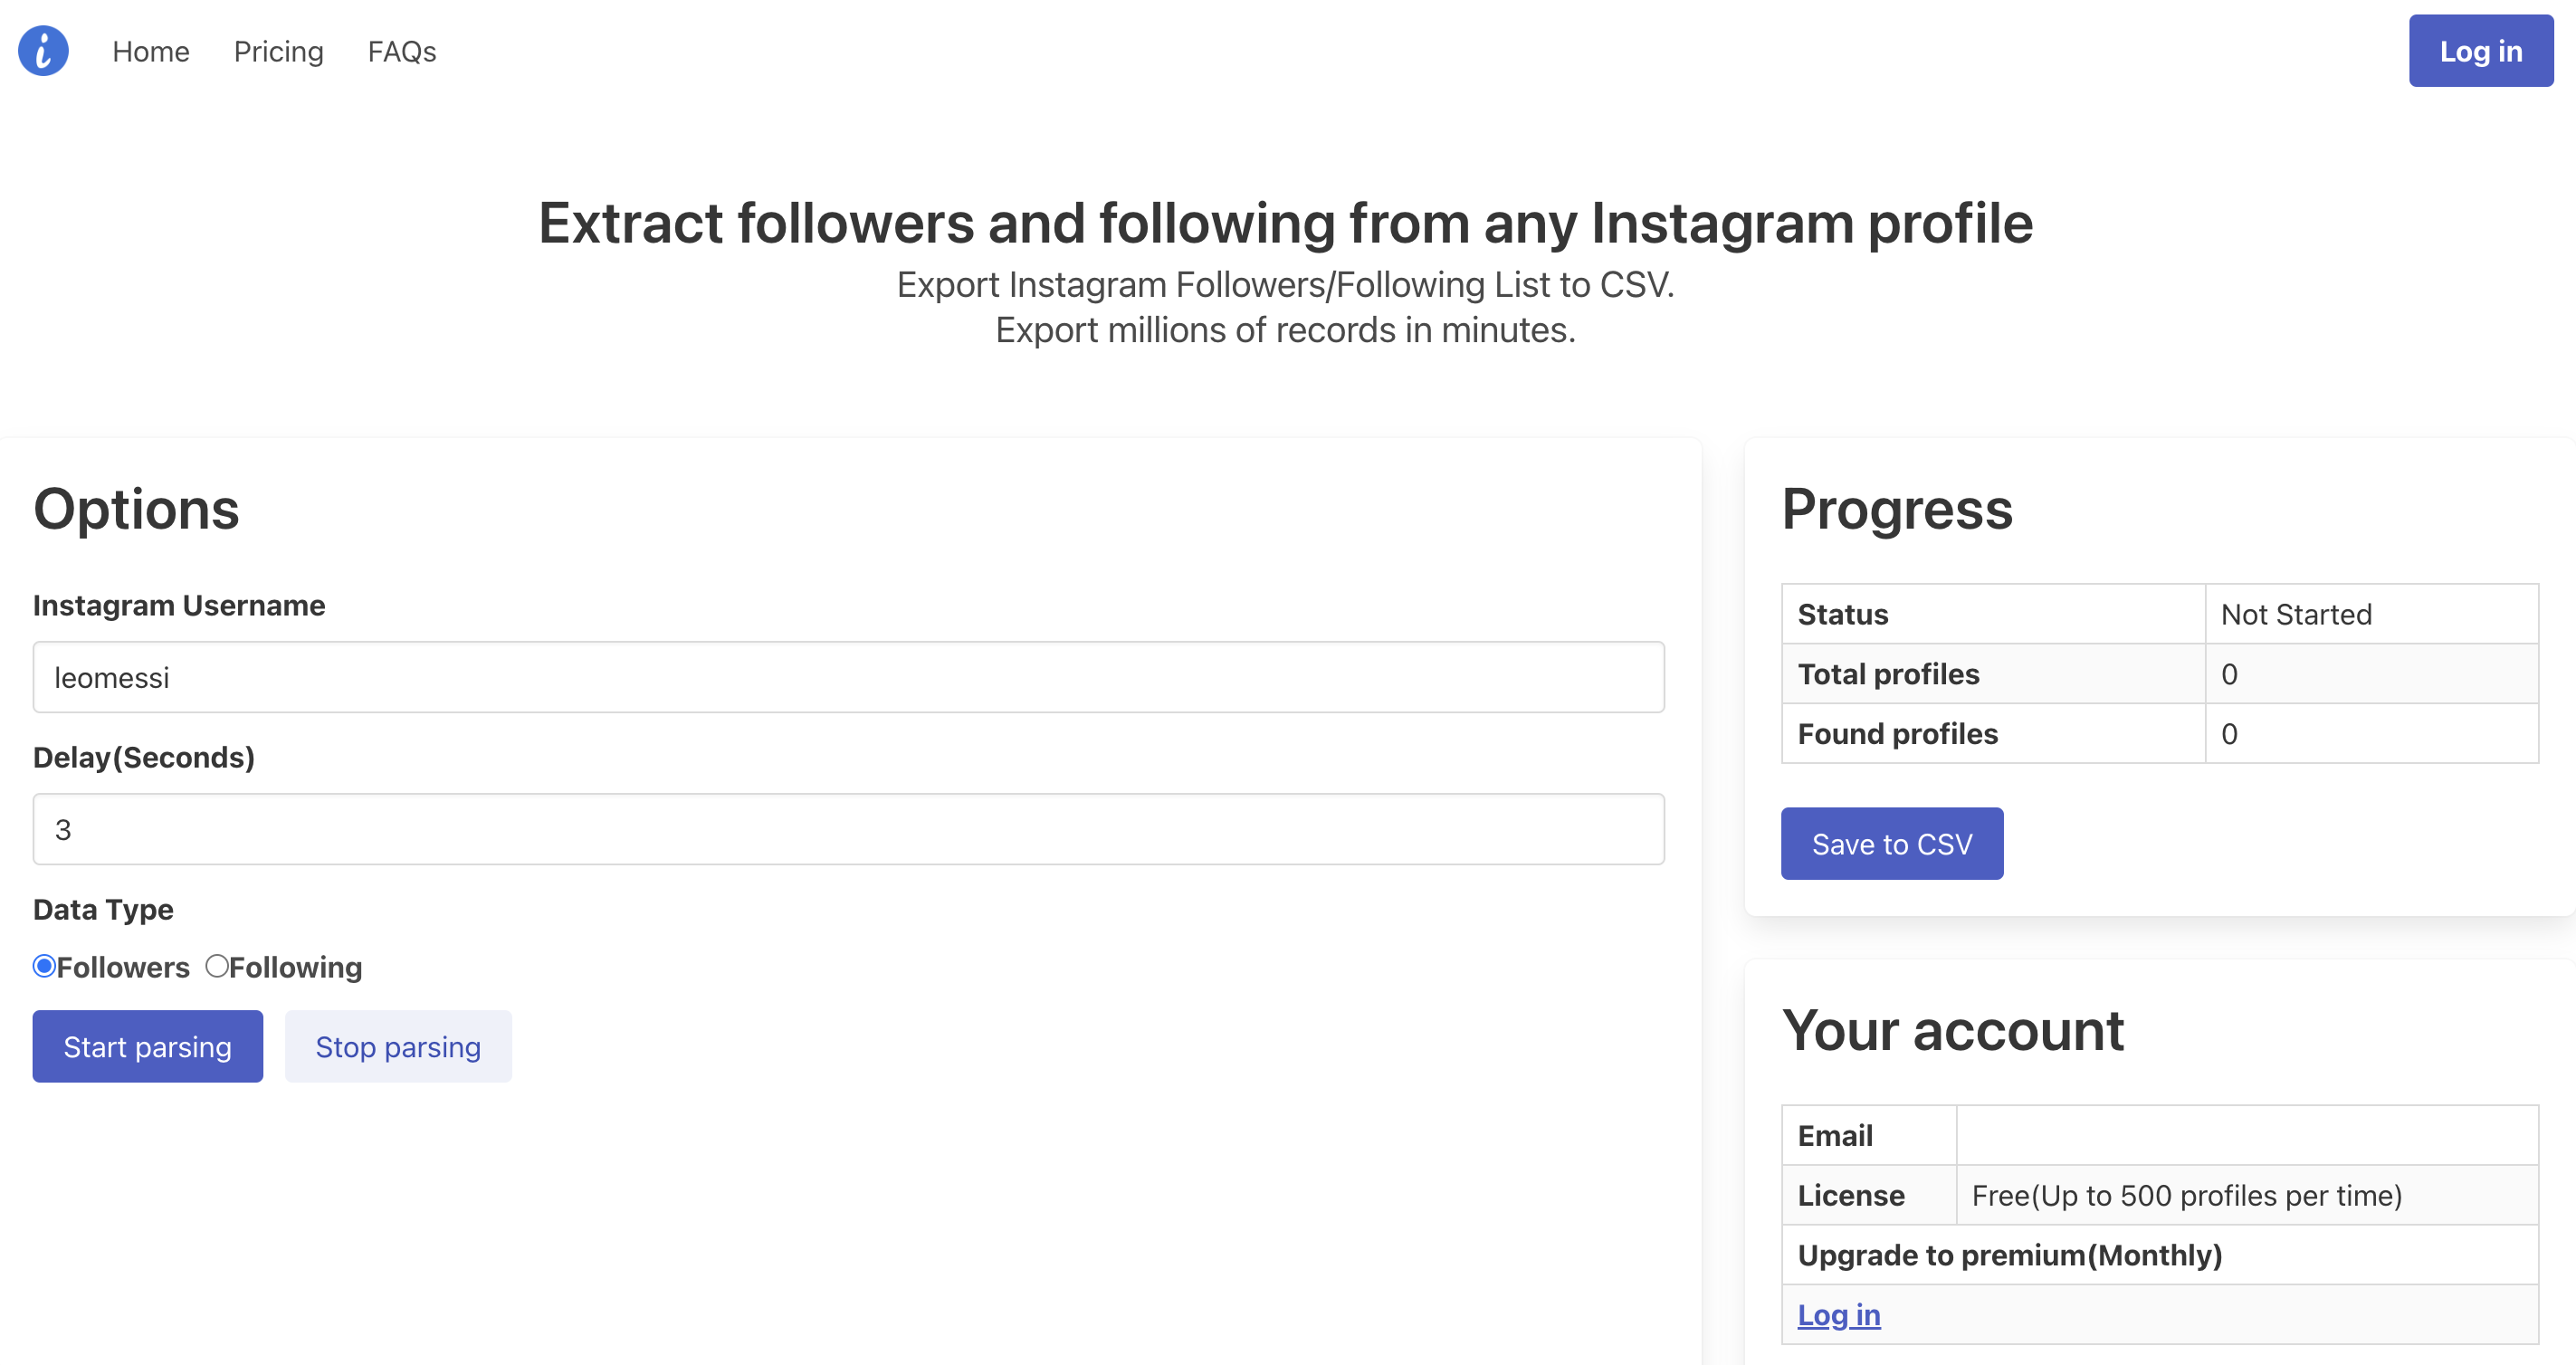 i
Home Pricing FAQs Log in
Extract followers and following from any Instagram profile
Export Instagram Followers/Following List to CSV.
Export millions of records in minutes.
Options
Instagram Username
leomessi
Delay(Seconds)
3
Data Type
Followers Following
Start parsing Stop parsing
Progress
Status Not Started
Total profiles 0
Found profiles 0
Save to CSV
Your account
Email
License Free(Up to 500 profiles per time)
Upgrade to premium(Monthly)
Log in